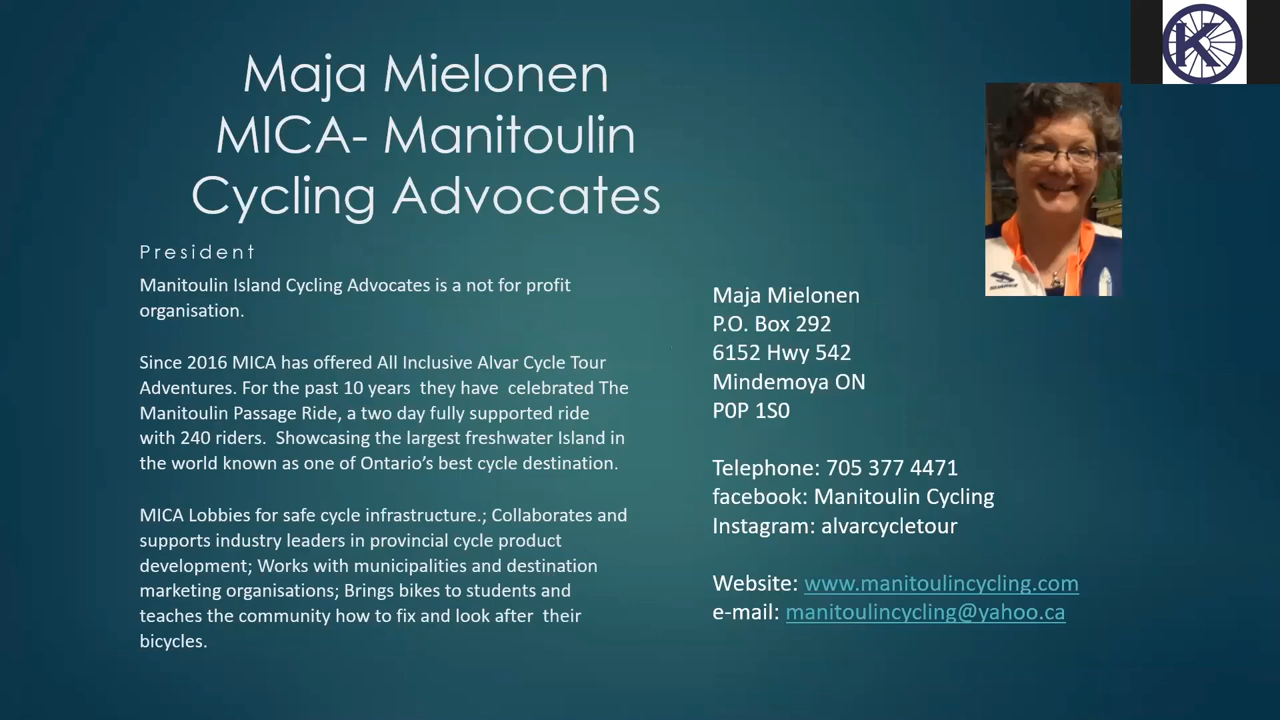 Maja Mielonen
MICA- Manitoulin
Cycling Advocates
President
Manitoulin Island Cycling Advocates is a not for profit
organisation.
Since 2016 MICA has offered All Inclusive Alvar Cycle Tour
Adventures. For the past 10 years  they have  celebrated The
Manitoulin Passage Ride, a two day fully supported ride
with 240 riders.  Showcasing the largest freshwater Island in
the world known as one of Ontario's best cycle destination.
MICA Lobbies for safe cycle infrastructure.; Collaborates and
supports industry leaders in provincial cycle product
development; Works with municipalities and destination
marketing organisations; Brings bikes to students and
teaches the community how to fix and look after  their
bicycles.
K
Maja Mielonen
P.O. Box 292
6152 Hwy 542
Mindemoya ON
P0P 1S0
Telephone: 705 377 4471
facebook: Manitoulin Cycling
Instagram: alvarcycletour
Website: www.manitoulincycling.com
e-mail: manitoulincycling@yahoo.ca